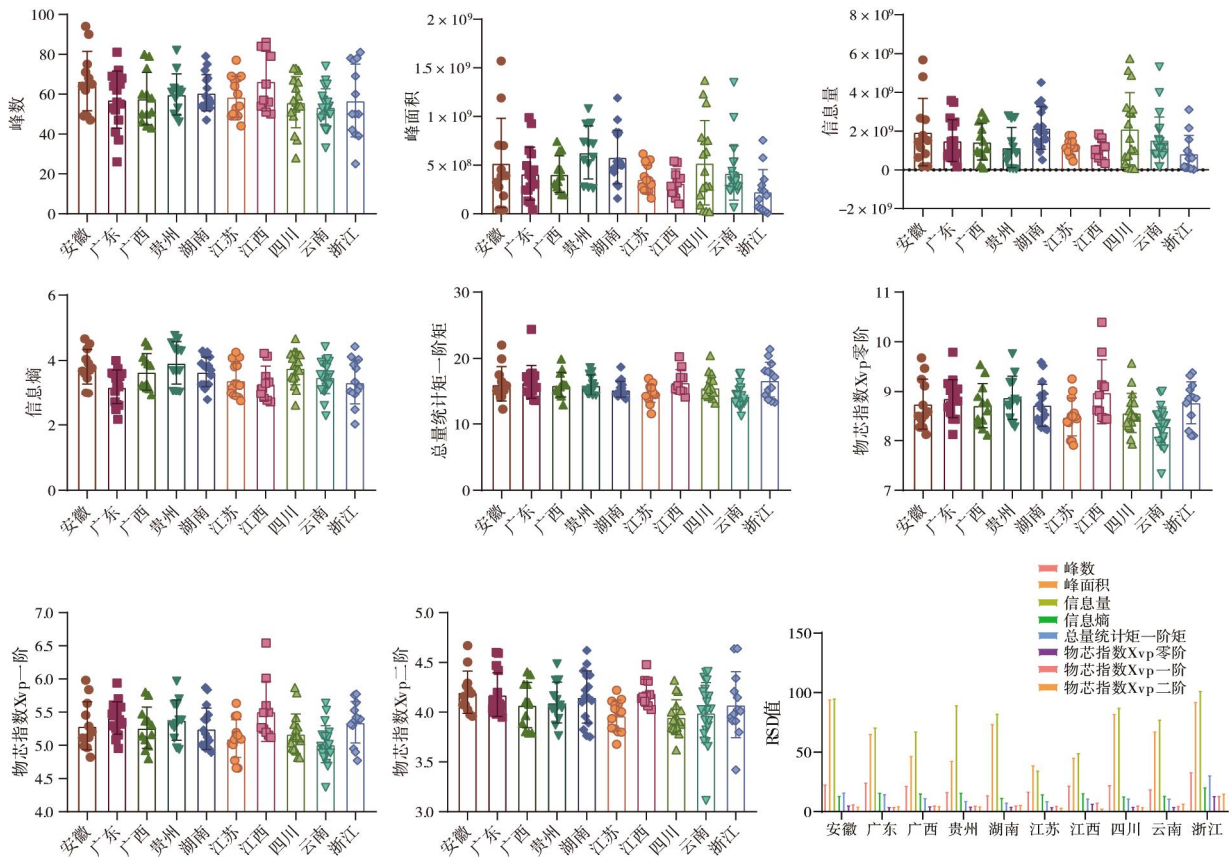 峰数
100
80
60
40
20
0
安徽 广东 广西 贵州 湖南 江苏 江西 四川 云南 浙江
峰面积
2×10⁹
1.5×10⁹
1×10⁹
5×10⁸
0
安徽 广东 广西 贵州 湖南 江苏 江西 四川 云南 浙江
信息量
8×10⁹
6×10⁹
4×10⁹
2×10⁹
0
−2×10⁹
安徽 广东 广西 贵州 湖南 江苏 江西 四川 云南 浙江
信息熵
6
4
2
0
安徽 广东 广西 贵州 湖南 江苏 江西 四川 云南 浙江
总量统计矩一阶矩
30
20
10
0
安徽 广东 广西 贵州 湖南 江苏 江西 四川 云南 浙江
物芯指数Xvp零阶
11
10
9
8
7
安徽 广东 广西 贵州 湖南 江苏 江西 四川 云南 浙江
物芯指数Xvp一阶
7.0
6.5
6.0
5.5
5.0
4.5
4.0
安徽 广东 广西 贵州 湖南 江苏 江西 四川 云南 浙江
物芯指数Xvp二阶
5.0
4.5
4.0
3.5
3.0
安徽 广东 广西 贵州 湖南 江苏 江西 四川 云南 浙江
峰数
峰面积
信息量
信息熵
总量统计矩一阶矩
物芯指数Xvp零阶
物芯指数Xvp一阶
物芯指数Xvp二阶
RSD值
150
100
50
0
安徽 广东 广西 贵州 湖南 江苏 江西 四川 云南 浙江